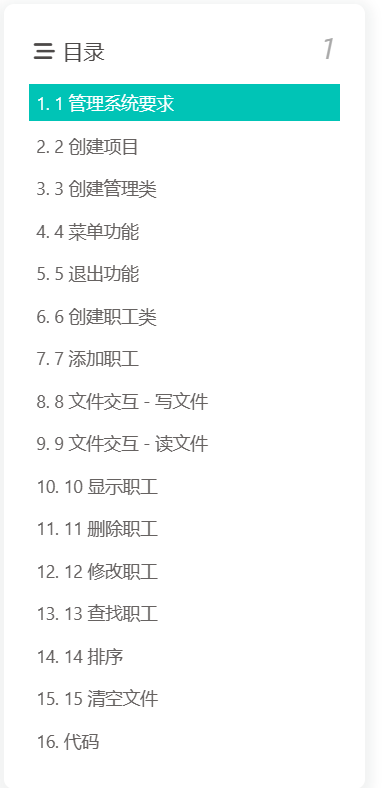 目录
1
1. 1 管理系统要求
2. 2 创建项目
3. 3 创建管理类
4. 4 菜单功能
5. 5 退出功能
6. 6 创建职工类
7. 7 添加职工
8. 8 文件交互 - 写文件
9. 9 文件交互 - 读文件
10. 10 显示职工
11. 11 删除职工
12. 12 修改职工
13. 13 查找职工
14. 14 排序
15. 15 清空文件
16. 代码